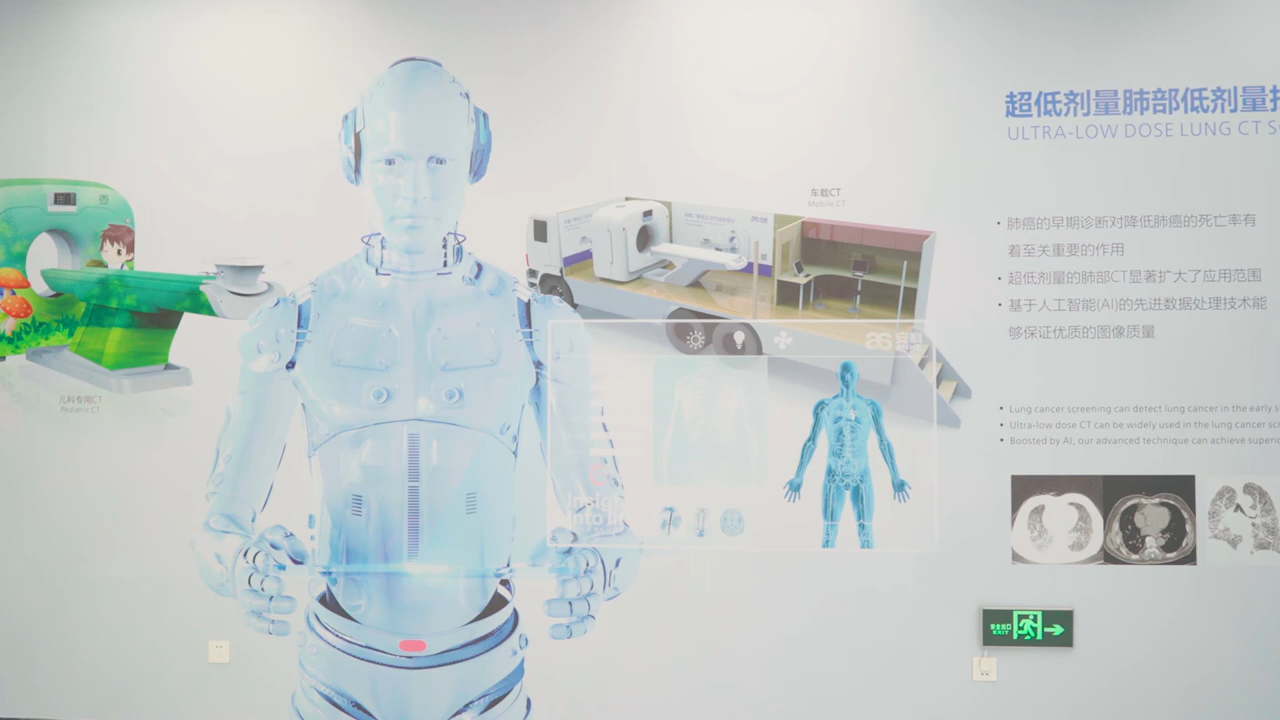 超低剂量肺部低剂量
ULTRA-LOW DOSE LUNG CT
车载CT
Mobile CT
• 肺癌的早期诊断对降低肺癌的死亡率有
着至关重要的作用
• 超低剂量的肺部CT显著扩大了应用范围
• 基于人工智能(AI)的先进数据处理技术能
够保证优质的图像质量
儿科专用CT
Pediatric CT
• Lung cancer screening can detect lung cancer in the early
• Ultra-low dose CT can be widely used in the lung cancer
• Boosted by AI, our advanced technique can achieve
Insight
Into
安全出口
EXIT